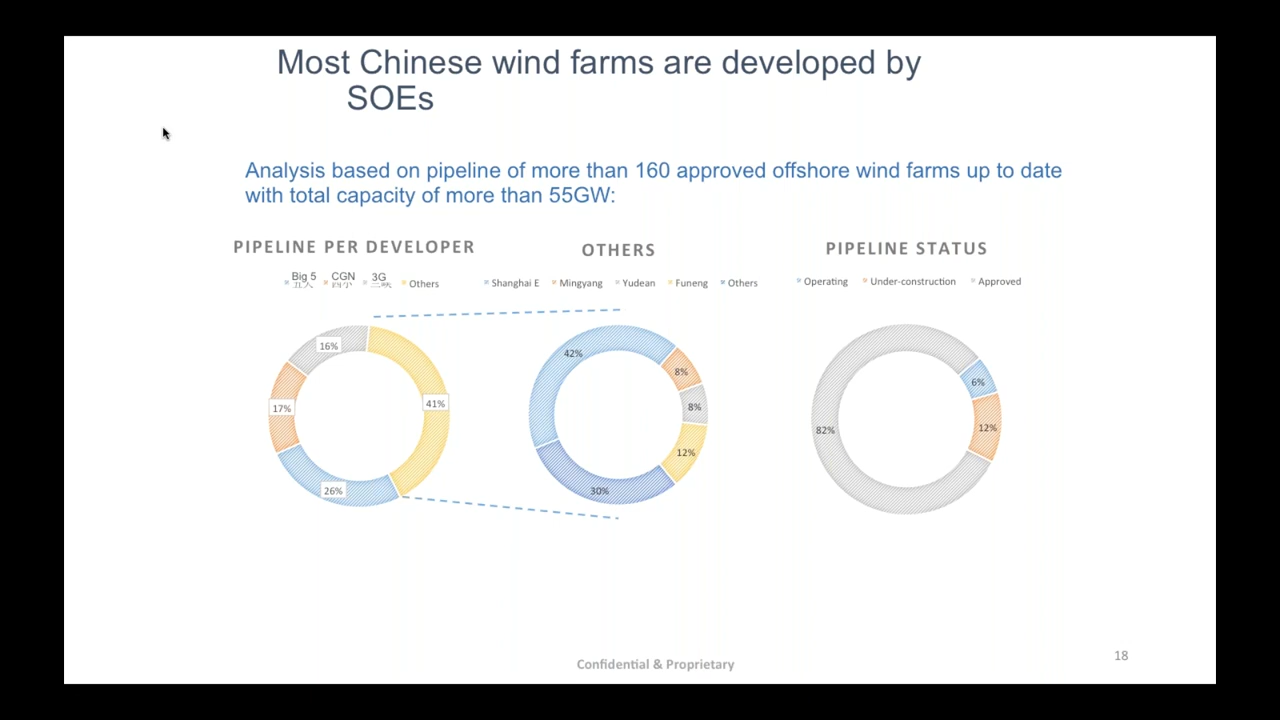 Most Chinese wind farms are developed by
SOEs
Analysis based on pipeline of more than 160 approved offshore wind farms up to date
with total capacity of more than 55GW:
PIPELINE PER DEVELOPER
Big 5 CGN 3G Others
16%
41%
17%
26%
OTHERS
Shanghai E Mingyang Yudean Funeng Others
42%
8%
8%
12%
30%
PIPELINE STATUS
Operating Under-construction Approved
6%
12%
82%
Confidential & Proprietary
18